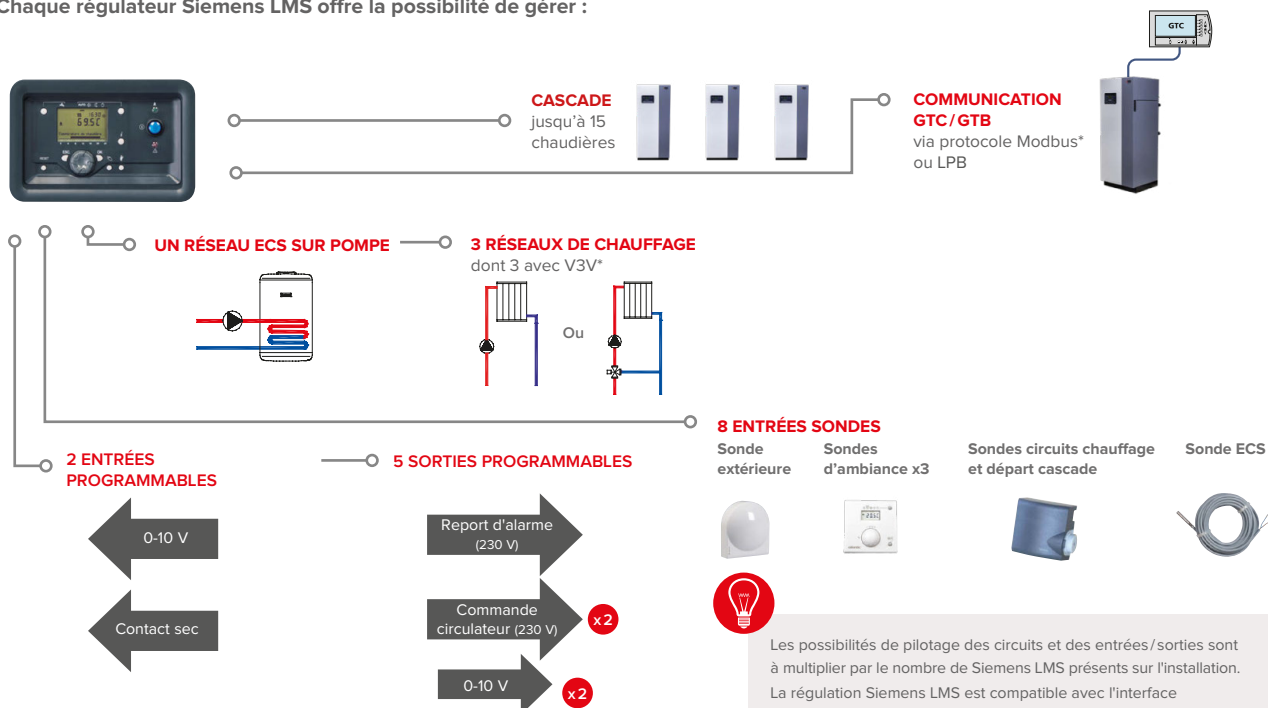 Chaque régulateur Siemens LMS offre la possibilité de gérer :
GTC
CASCADE
jusqu'à 15
chaudières
COMMUNICATION
GTC / GTB
via protocole Modbus*
ou LPB
UN RÉSEAU ECS SUR POMPE
3 RÉSEAUX DE CHAUFFAGE
dont 3 avec V3V*
Ou
8 ENTRÉES SONDES
Sonde
extérieure
Sondes
d'ambiance x3
Sondes circuits chauffage
et départ cascade
Sonde ECS
2 ENTRÉES
PROGRAMMABLES
0-10 V
Contact sec
5 SORTIES PROGRAMMABLES
Report d'alarme
(230 V)
Commande
circulateur (230 V)
x 2
0-10 V
x 2
Les possibilités de pilotage des circuits et des entrées / sorties sont
à multiplier par le nombre de Siemens LMS présents sur l'installation.
La régulation Siemens LMS est compatible avec l'interface